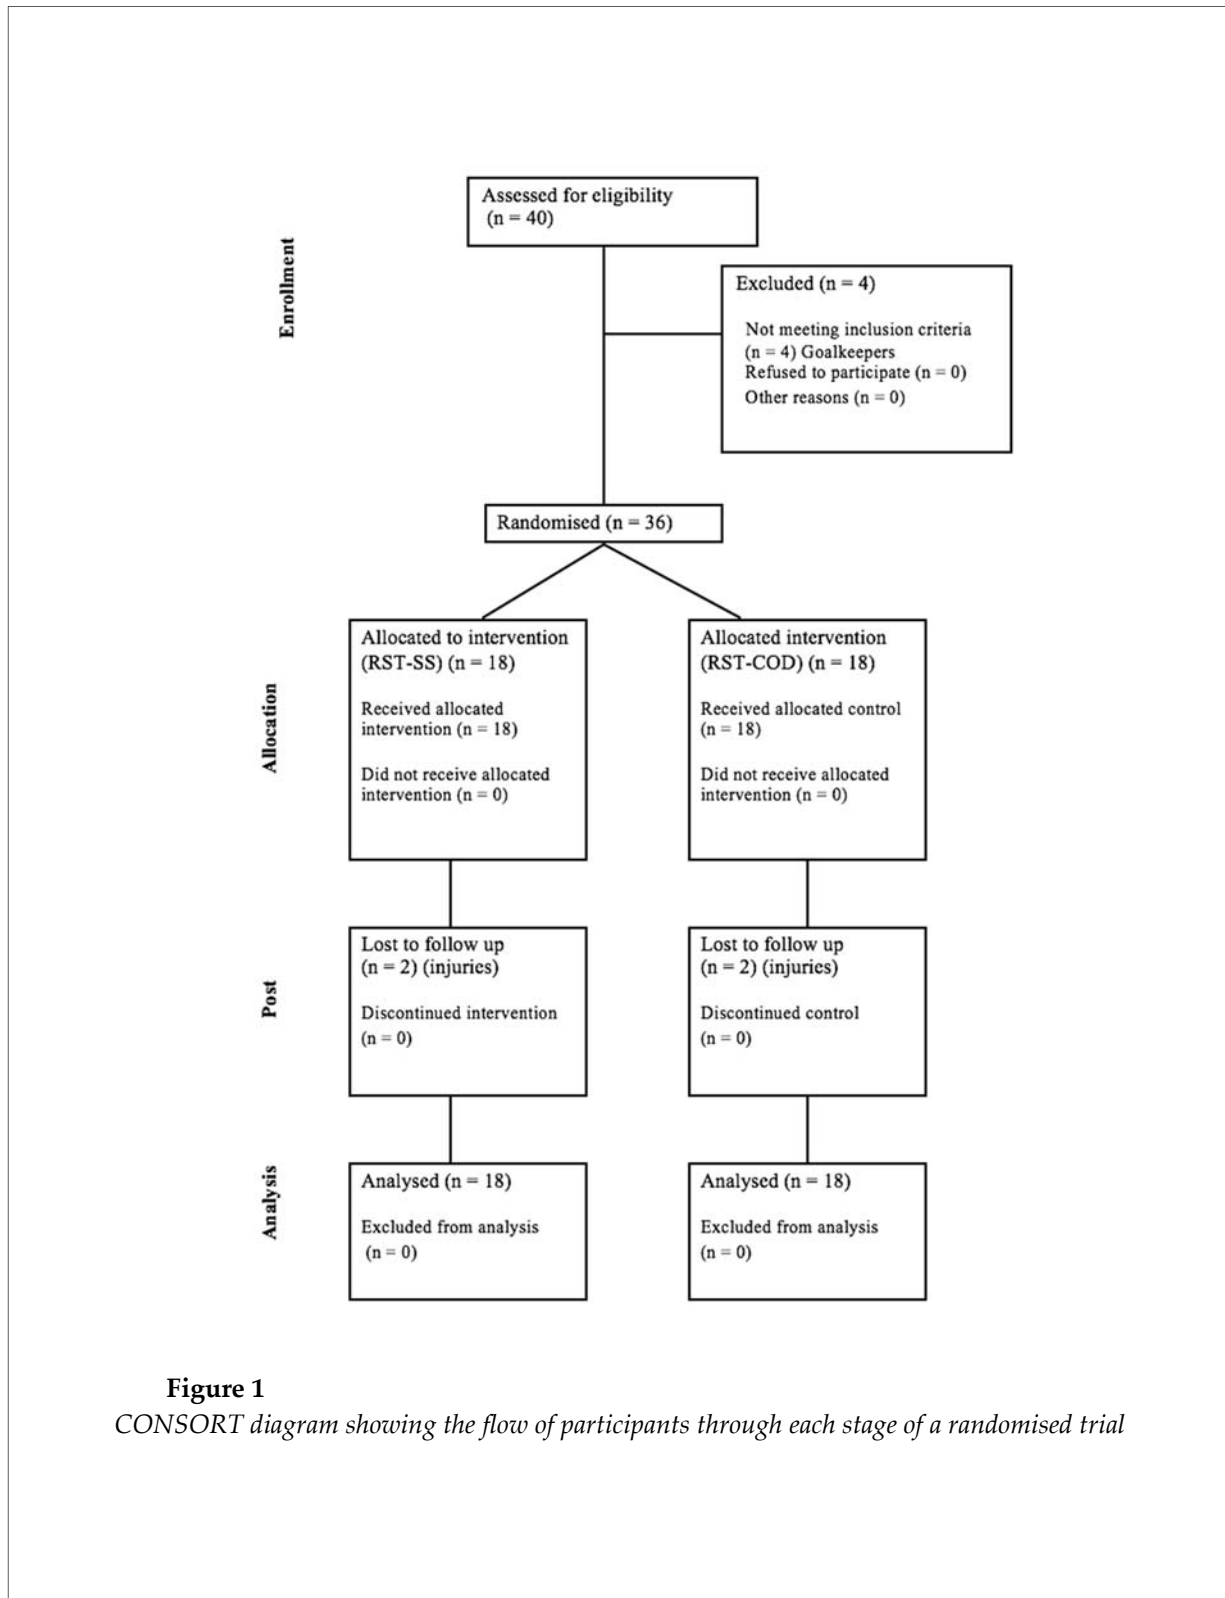 Enrollment
Assessed for eligibility
(n = 40)
Excluded (n = 4)
Not meeting inclusion criteria
(n = 4) Goalkeepers
Refused to participate (n = 0)
Other reasons (n = 0)
Randomised (n = 36)
Allocation
Allocated to intervention
(RST-SS) (n = 18)
Received allocated
intervention (n = 18)
Did not receive allocated
intervention (n = 0)
Allocated intervention
(RST-COD) (n = 18)
Received allocated control
(n = 18)
Did not receive allocated
intervention (n = 0)
Post
Lost to follow up
(n = 2) (injuries)
Discontinued intervention
(n = 0)
Lost to follow up
(n = 2) (injuries)
Discontinued control
(n = 0)
Analysis
Analysed (n = 18)
Excluded from analysis
(n = 0)
Analysed (n = 18)
Excluded from analysis
(n = 0)
Figure 1
CONSORT diagram showing the flow of participants through each stage of a randomised trial